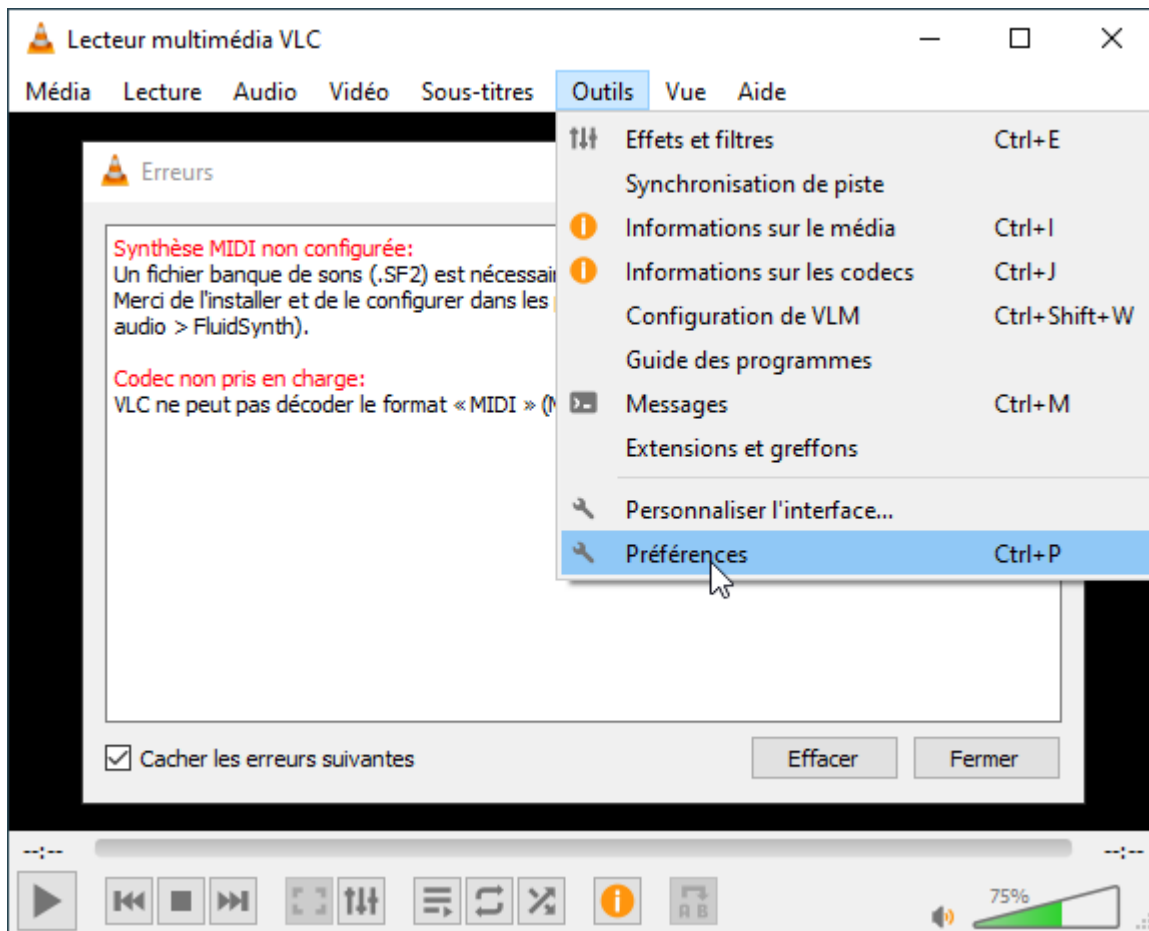 Lecteur multimédia VLC
Média Lecture Audio Vidéo Sous-titres Outils Vue Aide
Effets et filtres Ctrl+E
Synchronisation de piste
Informations sur le média Ctrl+I
Informations sur les codecs Ctrl+J
Configuration de VLM Ctrl+Shift+W
Guide des programmes
Messages Ctrl+M
Extensions et greffons
Personnaliser l'interface...
Préférences Ctrl+P
Erreurs
Synthèse MIDI non configurée:
Un fichier banque de sons (.SF2) est
Merci de l'installer et de le configurer dans les
audio > FluidSynth).
Codec non pris en charge:
VLC ne peut pas décoder le format « MIDI »
Cacher les erreurs suivantes
Effacer Fermer
--:-- --:--
75%
A B